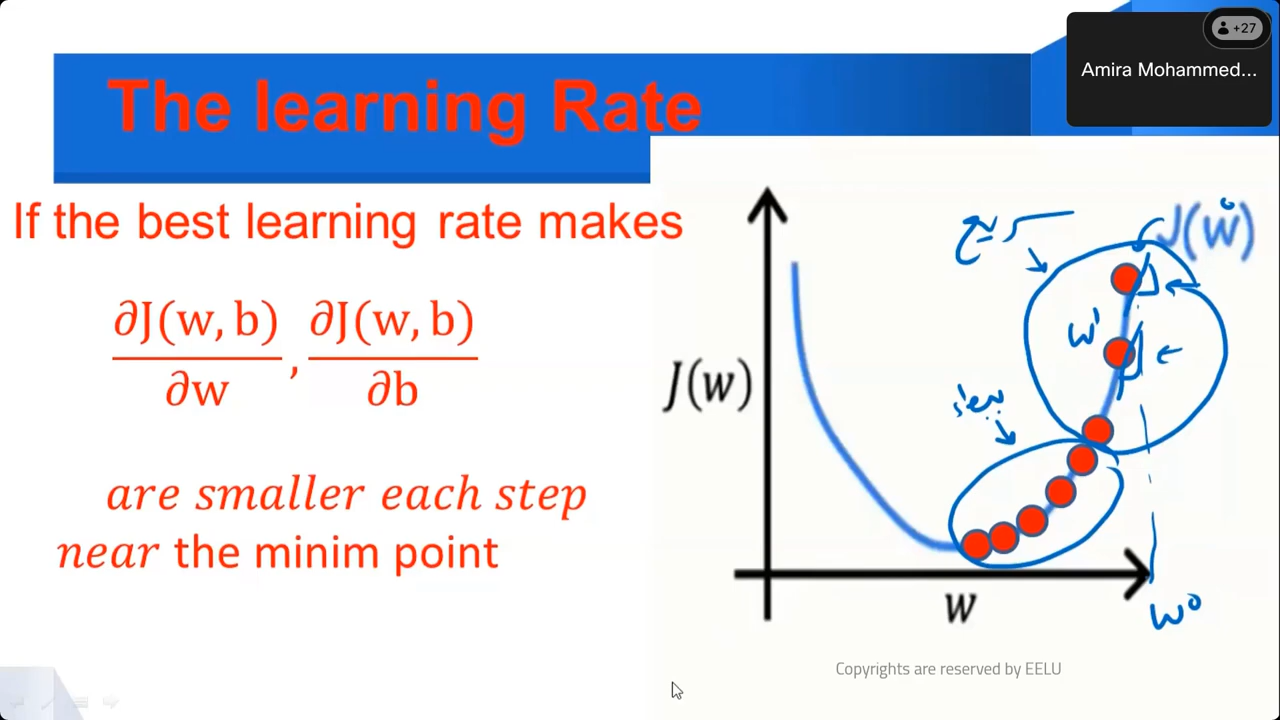 +27
Amira Mohammed...
The learning Rate
If the best learning rate makes
∂J(w, b) / ∂w , ∂J(w, b) / ∂b
are smaller each step
near the minim point
J(w)
W
J(W⁰)
سريع
W¹
بطئ
W⁰
Copyrights are reserved by EELU